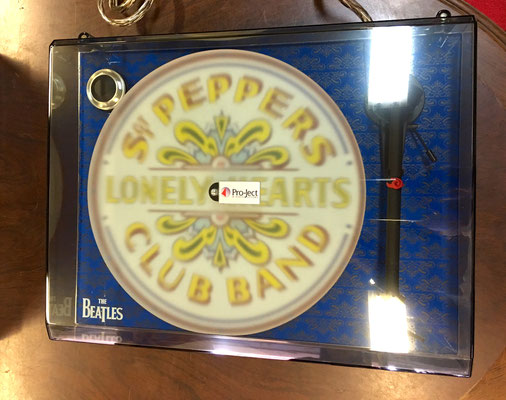 SGT PEPPERS
LONELY HEARTS
CLUB BAND
Pro-Ject
THE
BEATLES